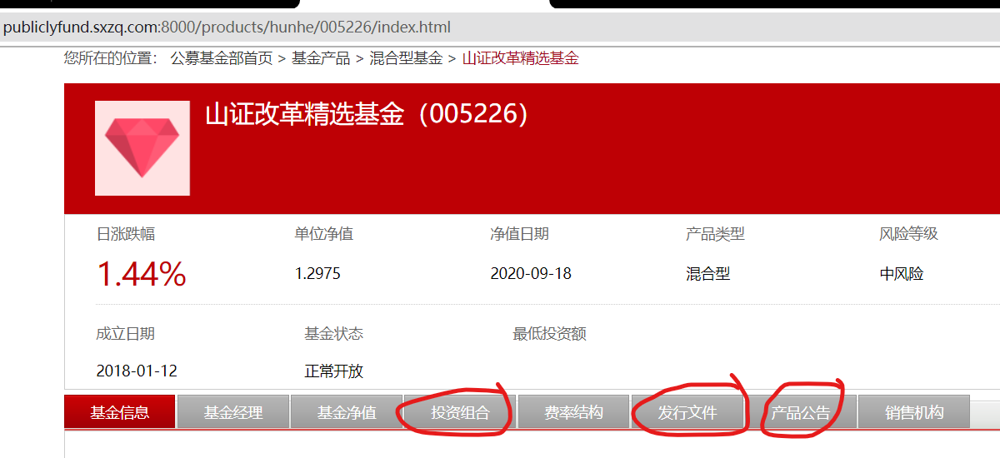 publiclyfund.sxzq.com:8000/products/hunhe/005226/index.html
您所在的位置： 公募基金部首页 > 基金产品 > 混合型基金 > 山证改革精选基金
山证改革精选基金（005226）
日涨跌幅 单位净值 净值日期 产品类型 风险等级
1.44% 1.2975 2020-09-18 混合型 中风险
成立日期 基金状态 最低投资额
2018-01-12 正常开放
基金信息 基金经理 基金净值 投资组合 费率结构 发行文件 产品公告 销售机构